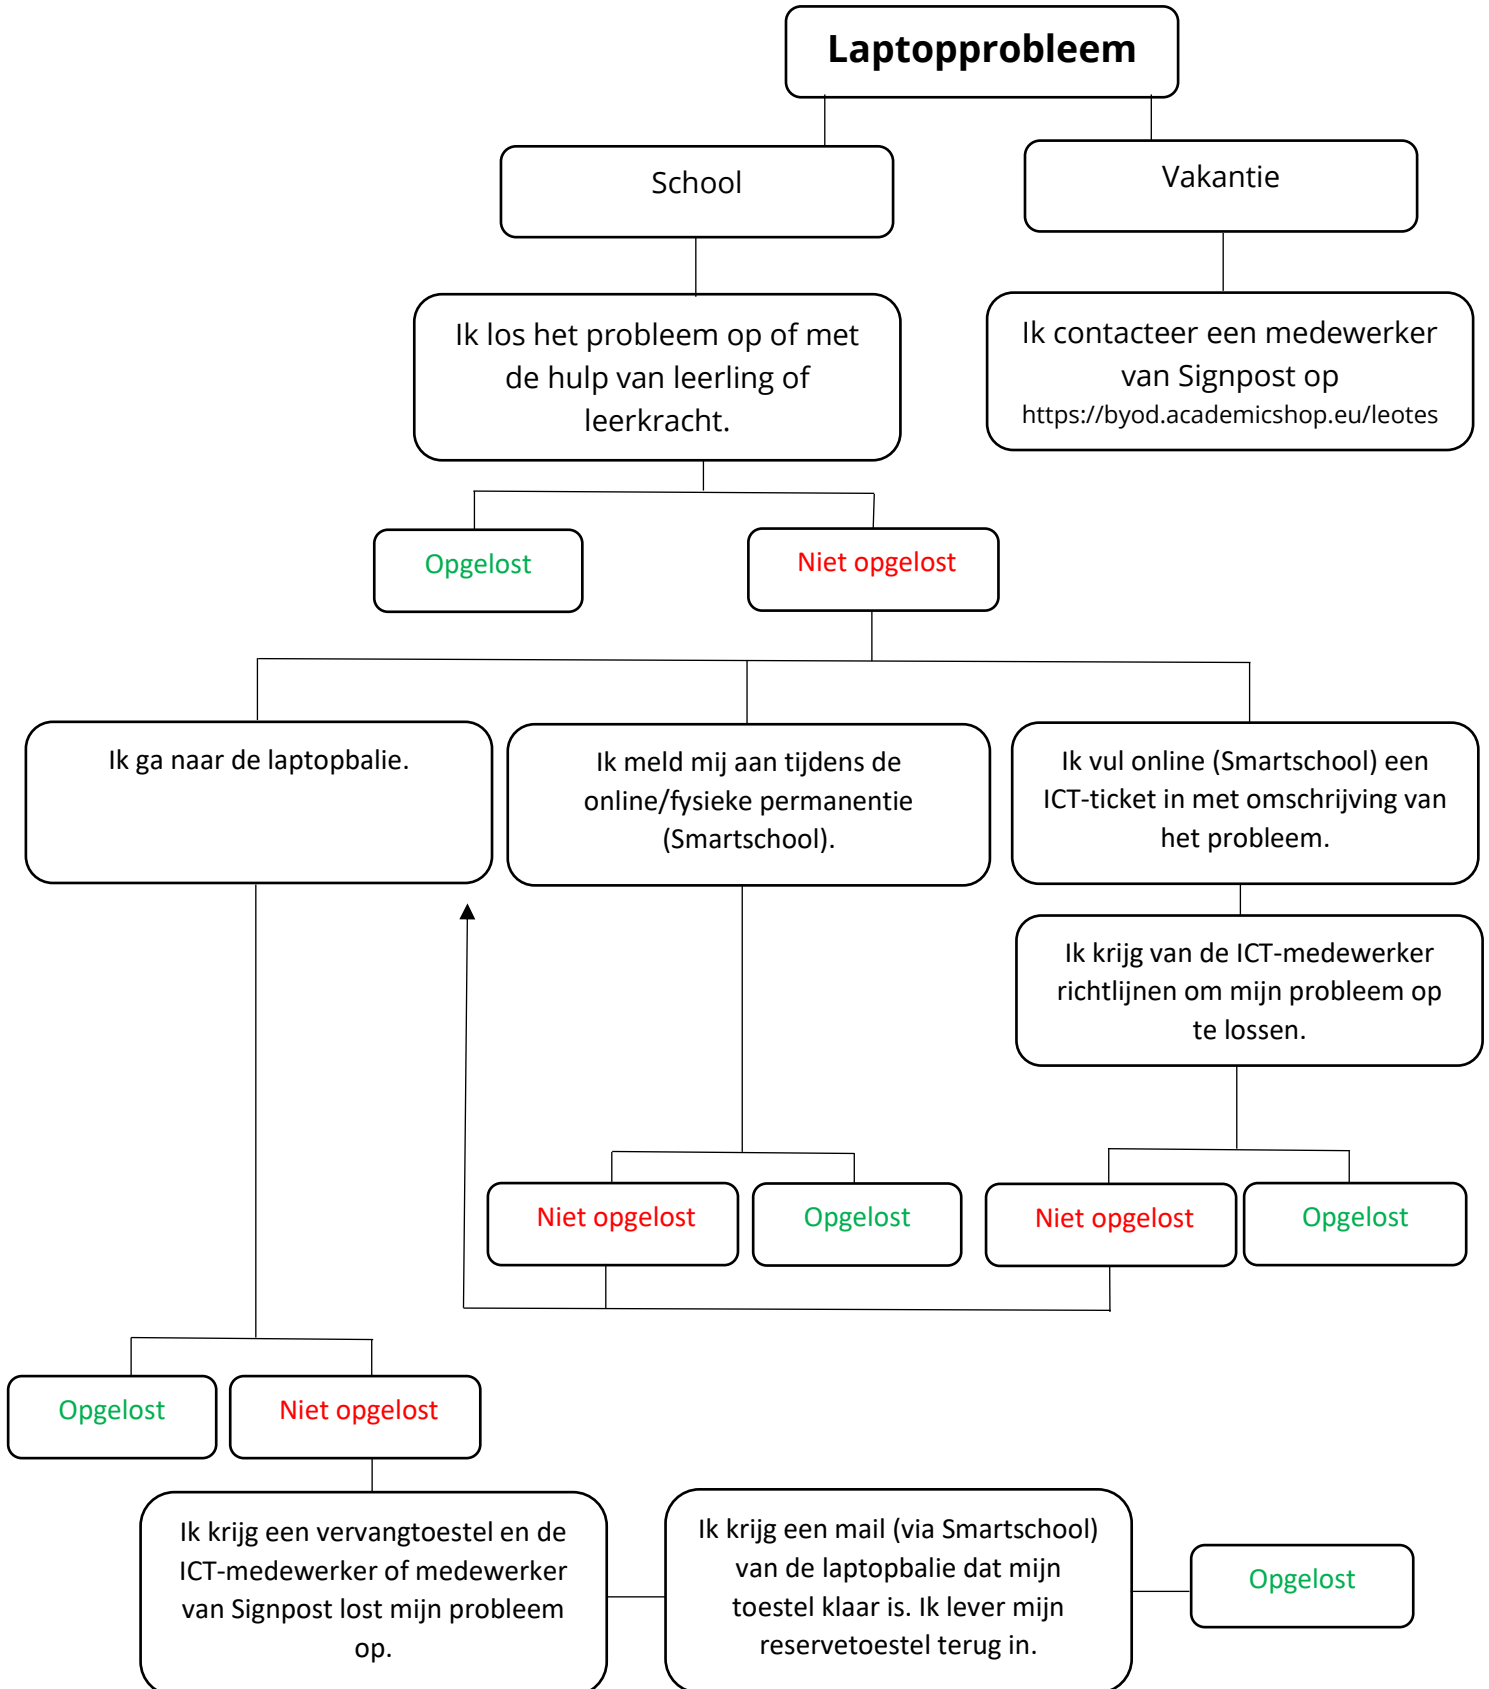 Laptopprobleem
School
Vakantie
Ik los het probleem op of met
de hulp van leerling of
leerkracht.
Ik contacteer een medewerker
van Signpost op
https://byod.academicshop.eu/leotes
Opgelost
Niet opgelost
Ik ga naar de laptopbalie.
Ik meld mij aan tijdens de
online/fysieke permanentie
(Smartschool).
Ik vul online (Smartschool) een
ICT-ticket in met omschrijving van
het probleem.
Ik krijg van de ICT-medewerker
richtlijnen om mijn probleem op
te lossen.
Niet opgelost
Opgelost
Niet opgelost
Opgelost
Opgelost
Niet opgelost
Ik krijg een vervangtoestel en de
ICT-medewerker of medewerker
van Signpost lost mijn probleem
op.
Ik krijg een mail (via Smartschool)
van de laptopbalie dat mijn
toestel klaar is. Ik lever mijn
reservetoestel terug in.
Opgelost